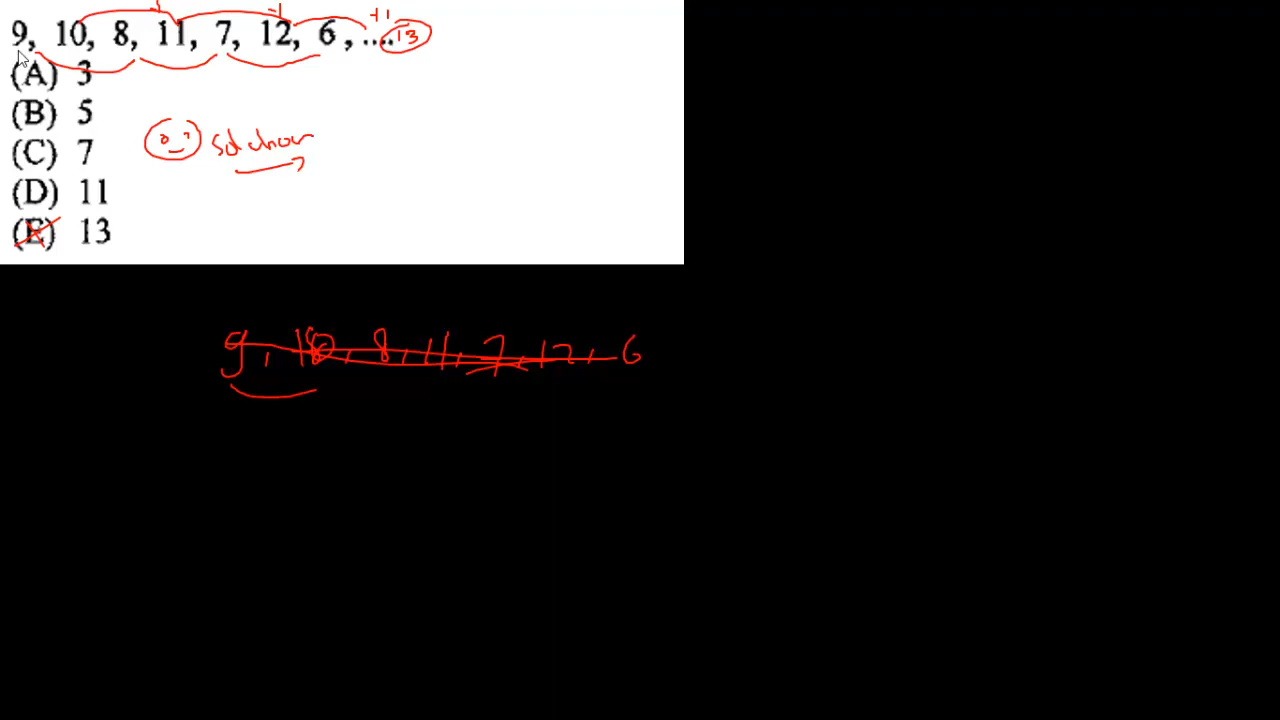 +1
9, 10, 8, 11, 7, 12, 6, .... 13
(A) 3
(B) 5
(C) 7
(D) 11
(E) 13
9, 10, 8, 11, 7, 12, 6